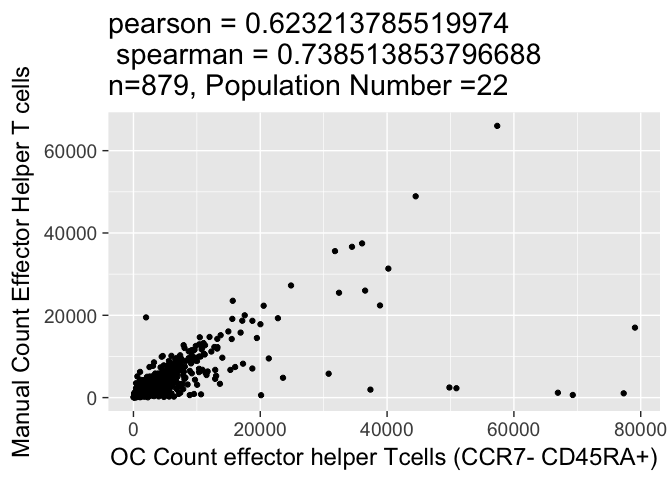 pearson = 0.623213785519974
spearman = 0.738513853796688
n=879, Population Number =22
Manual Count Effector Helper T cells
60000
40000
20000
0
0 20000 40000 60000 80000
OC Count effector helper Tcells (CCR7- CD45RA+)